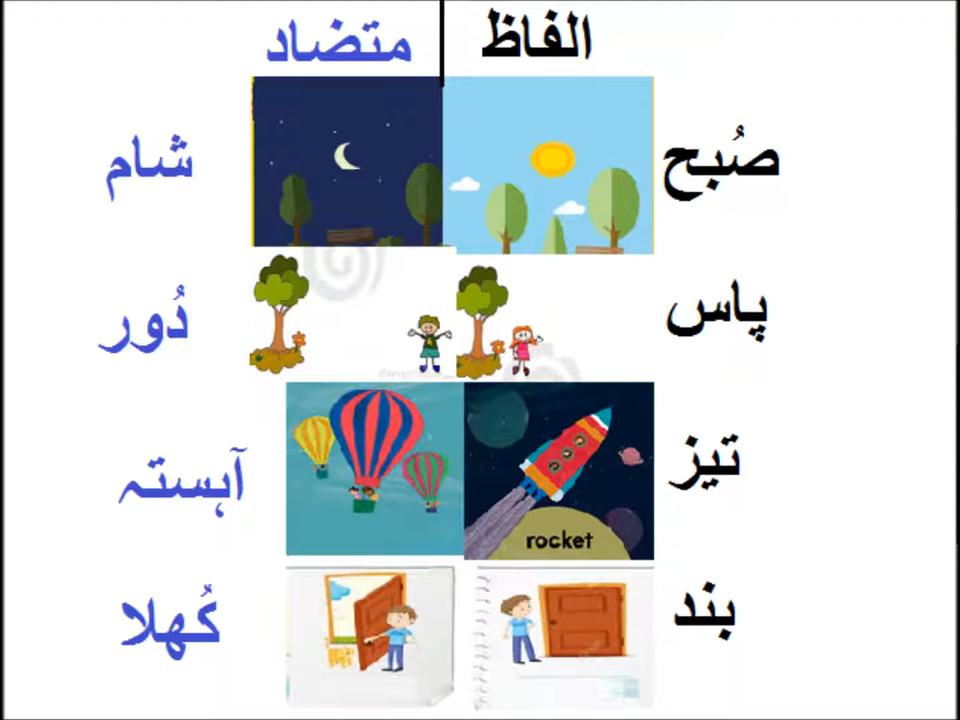 الفاظ متضاد
صُبح شام
پاس دُور
تیز آہستہ
rocket
بند کُھلا